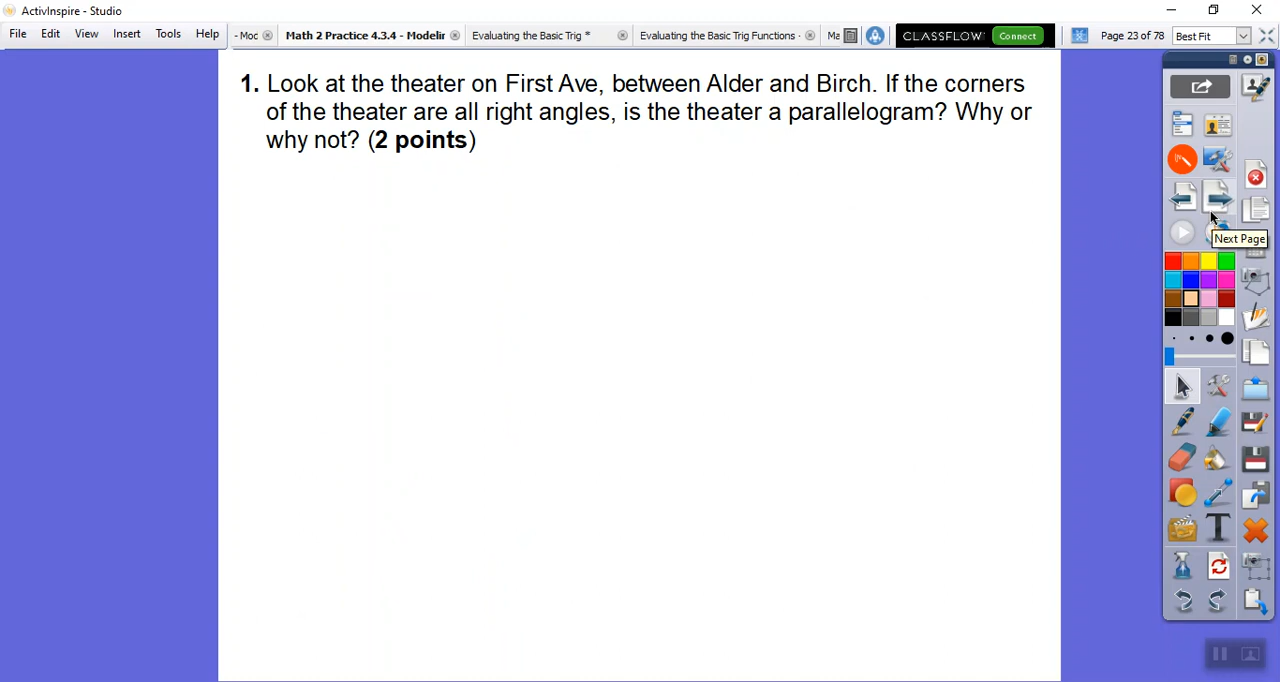 ActivInspire - Studio
File Edit View Insert Tools Help
- Moc
Math 2 Practice 4.3.4 - Modelir
Evaluating the Basic Trig *
Evaluating the Basic Trig Functions -
Ma
CLASSFLOW Connect
Page 23 of 78 Best Fit
1. Look at the theater on First Ave, between Alder and Birch. If the corners
of the theater are all right angles, is the theater a parallelogram? Why or
why not? (2 points)
Next Page